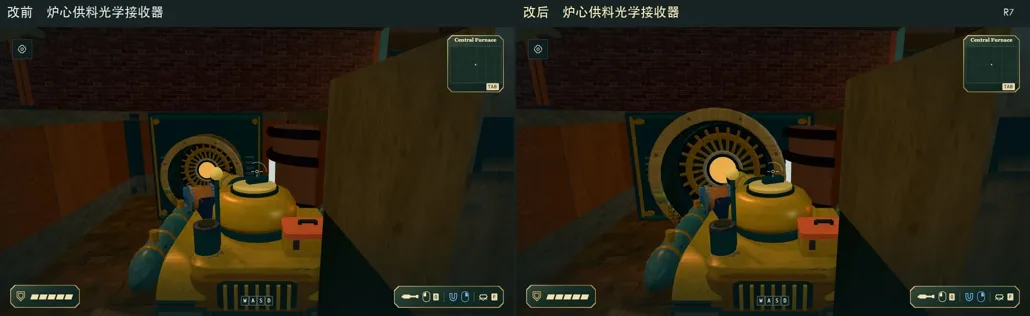 改前 炉心供料光学接收器
改后 炉心供料光学接收器
R7
Central Furnace
TAB
W A S D
Central Furnace
TAB
W A S D